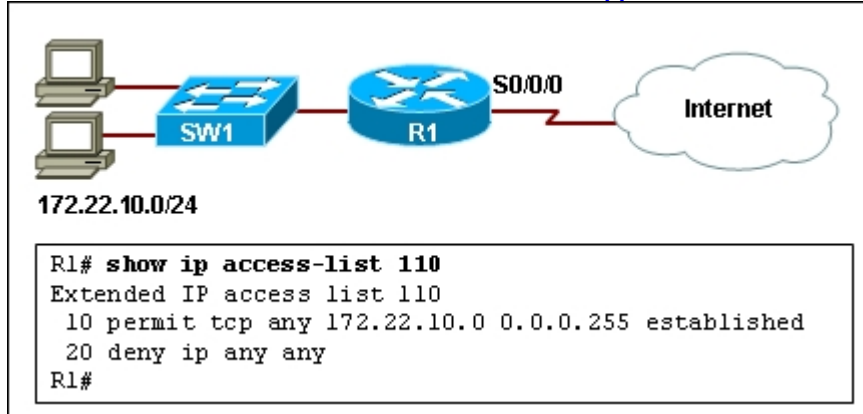 S0/0/0
Internet
SW1
R1
172.22.10.0/24
R1# show ip access-list 110
Extended IP access list 110
10 permit tcp any 172.22.10.0 0.0.0.255 established
20 deny ip any any
R1#